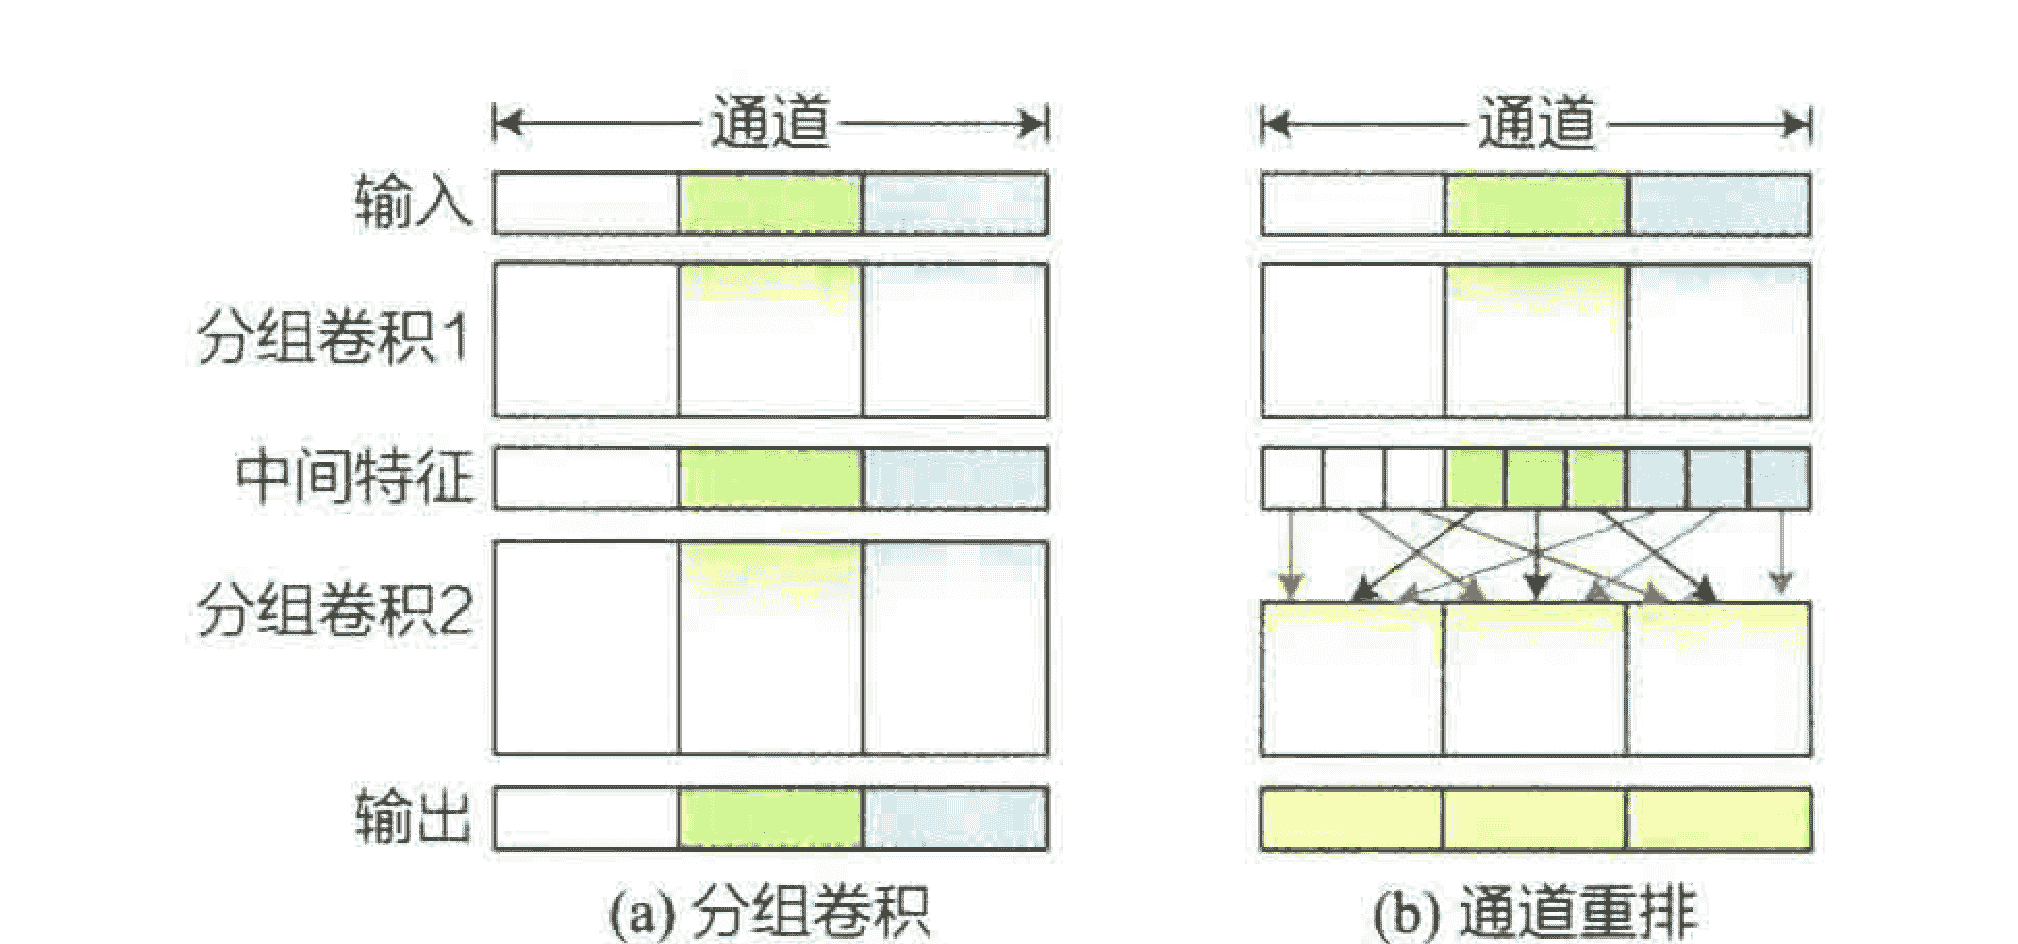 通道 通道
输入
分组卷积1
中间特征
分组卷积2
输出
(a) 分组卷积 (b) 通道重排